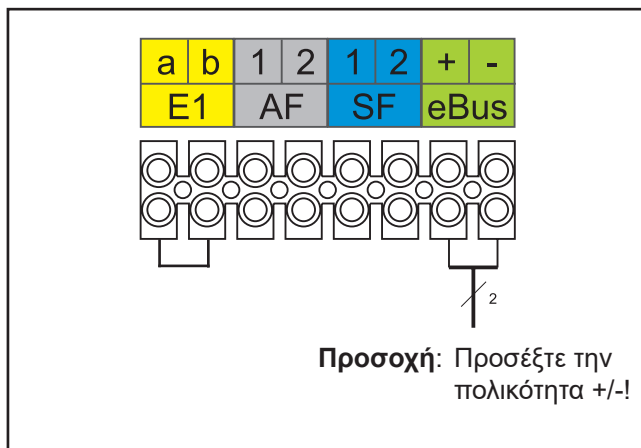 a b 1 2 1 2 + -
E1 AF SF eBus
2
Προσοχή: Προσέξτε την
πολικότητα +/-!